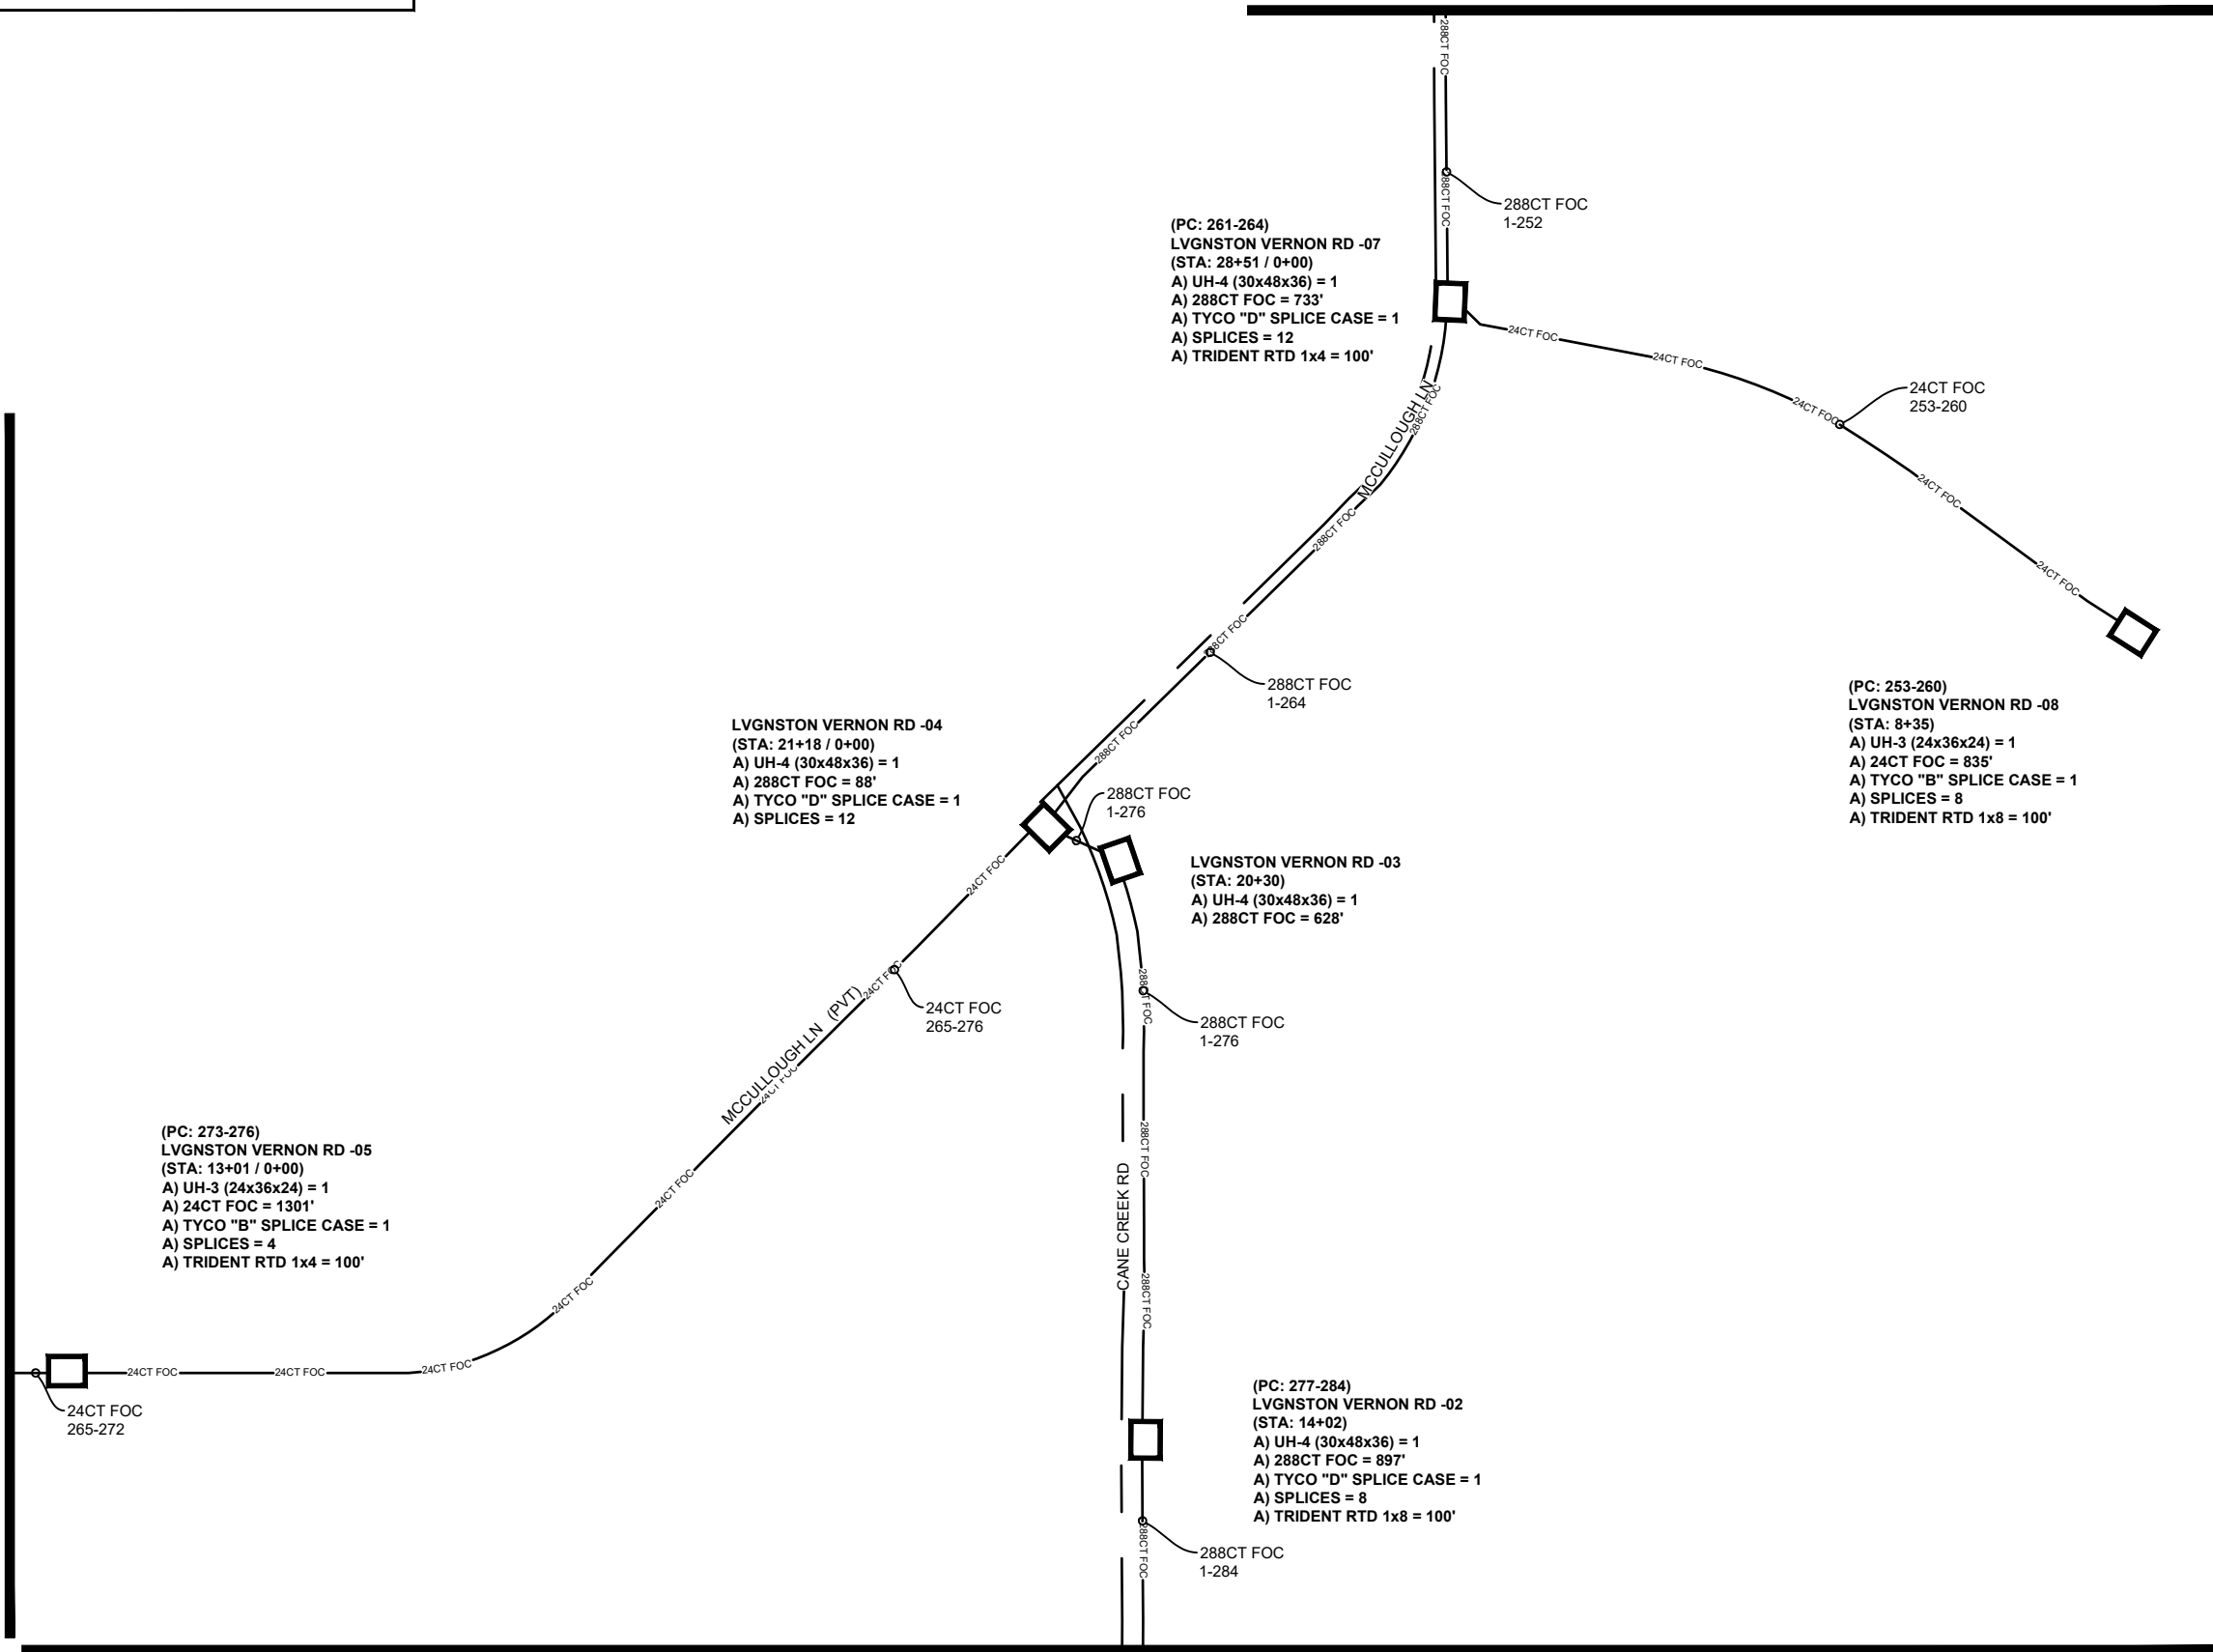 288CT FOC
288CT FOC
288CT FOC
1-252
(PC: 261-264)
LVGNSTON VERNON RD -07
(STA: 28+51 / 0+00)
A) UH-4 (30x48x36) = 1
A) 288CT FOC = 733'
A) TYCO "D" SPLICE CASE = 1
A) SPLICES = 12
A) TRIDENT RTD 1x4 = 100'
24CT FOC
24CT FOC
24CT FOC
24CT FOC
253-260
24CT FOC
24CT FOC
MCCULLOUGH LN
288CT FOC
288CT FOC
288CT FOC
288CT FOC
1-264
288CT FOC
(PC: 253-260)
LVGNSTON VERNON RD -08
(STA: 8+35)
A) UH-3 (24x36x24) = 1
A) 24CT FOC = 835'
A) TYCO "B" SPLICE CASE = 1
A) SPLICES = 8
A) TRIDENT RTD 1x8 = 100'
LVGNSTON VERNON RD -04
(STA: 21+18 / 0+00)
A) UH-4 (30x48x36) = 1
A) 288CT FOC = 88'
A) TYCO "D" SPLICE CASE = 1
A) SPLICES = 12
288CT FOC
1-276
LVGNSTON VERNON RD -03
(STA: 20+30)
A) UH-4 (30x48x36) = 1
A) 288CT FOC = 628'
24CT FOC
24CT FOC
24CT FOC
265-276
MCCULLOUGH LN (PVT)
24CT FOC
288CT FOC
288CT FOC
1-276
288CT FOC
CANE CREEK RD
288CT FOC
(PC: 273-276)
LVGNSTON VERNON RD -05
(STA: 13+01 / 0+00)
A) UH-3 (24x36x24) = 1
A) 24CT FOC = 1301'
A) TYCO "B" SPLICE CASE = 1
A) SPLICES = 4
A) TRIDENT RTD 1x4 = 100'
24CT FOC
24CT FOC
24CT FOC
24CT FOC
24CT FOC
24CT FOC
265-272
(PC: 277-284)
LVGNSTON VERNON RD -02
(STA: 14+02)
A) UH-4 (30x48x36) = 1
A) 288CT FOC = 897'
A) TYCO "D" SPLICE CASE = 1
A) SPLICES = 8
A) TRIDENT RTD 1x8 = 100'
288CT FOC
288CT FOC
1-284